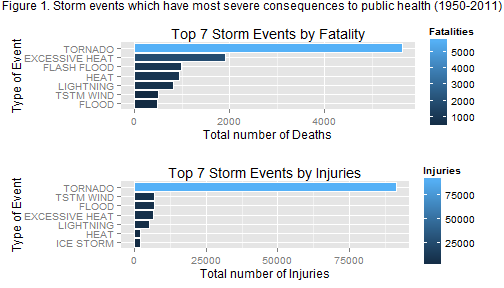 Figure 1. Storm events which have most severe consequences to public health (1950-2011)
Top 7 Storm Events by Fatality
Type of Event
TORNADO
EXCESSIVE HEAT
FLASH FLOOD
HEAT
LIGHTNING
TSTM WIND
FLOOD
0 2000 4000
Total number of Deaths
Fatalities
5000
4000
3000
2000
1000
Top 7 Storm Events by Injuries
Type of Event
TORNADO
TSTM WIND
FLOOD
EXCESSIVE HEAT
LIGHTNING
HEAT
ICE STORM
0 25000 50000 75000
Total number of Injuries
Injuries
75000
50000
25000